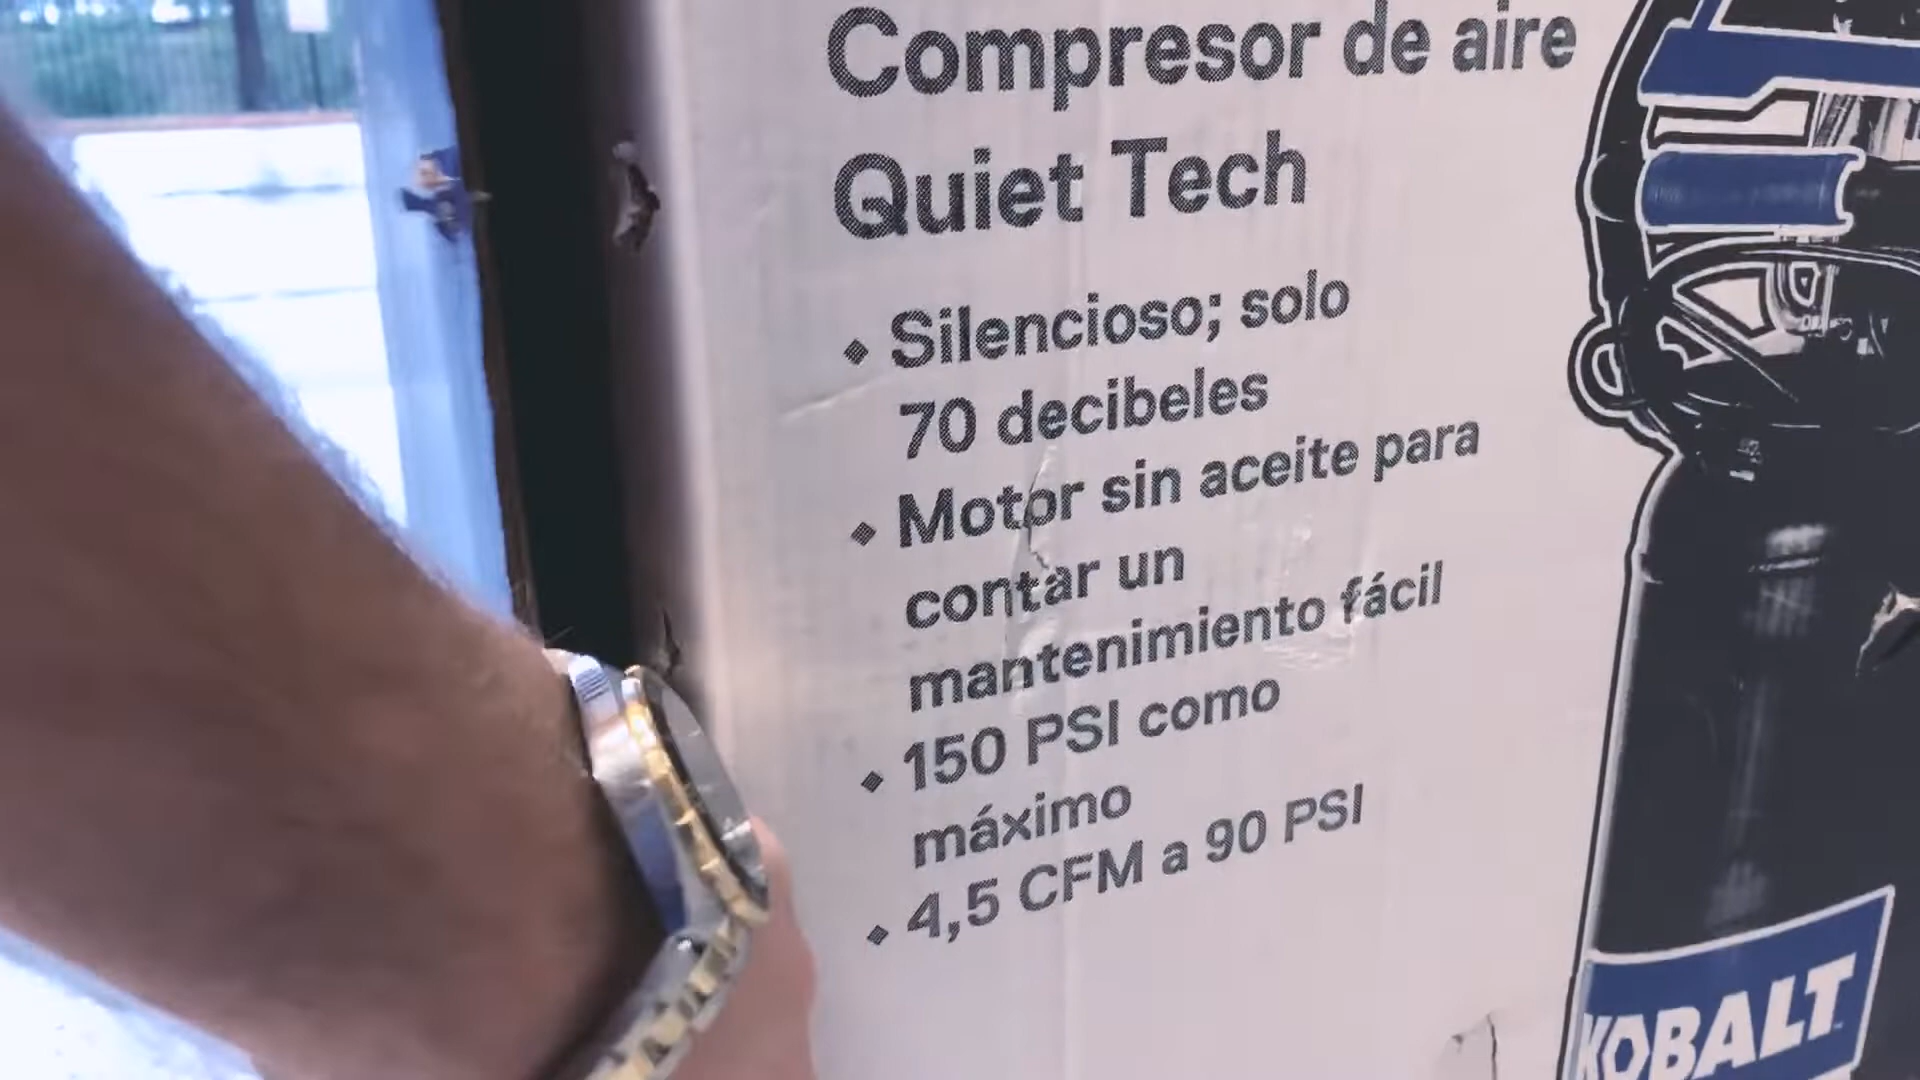 Compresor de aire
Quiet Tech
Silencioso; solo
70 decibeles
Motor sin aceite para
contar un
mantenimiento fácil
150 PSI como
máximo
4,5 CFM a 90 PSI
KOBALT